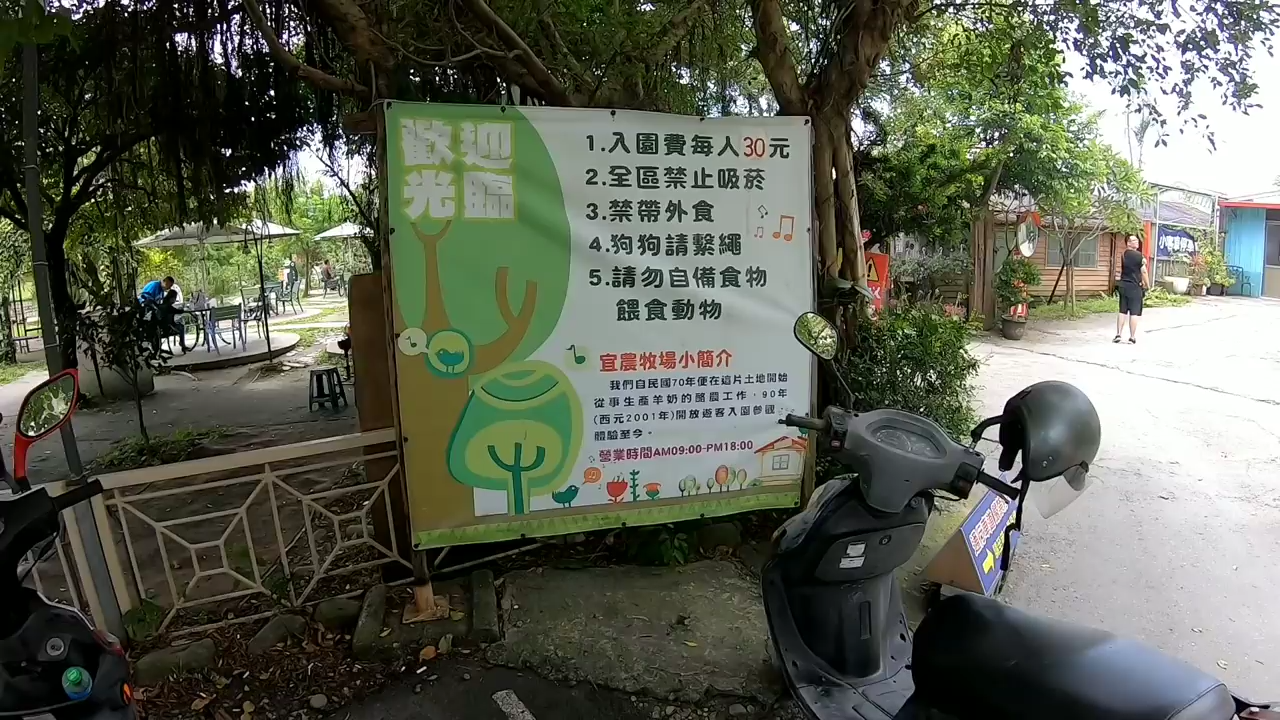 歡迎
光臨
1.入園費每人30元
2.全區禁止吸菸
3.禁帶外食
4.狗狗請繫繩
5.請勿自備食物
餵食動物
宜農牧場小簡介
我們自民國70年便在這片土地開始
從事生產羊奶的酪農工作，90年
(西元2001年)開放遊客入園參觀
體驗至今。
營業時間AM09:00-PM18:00